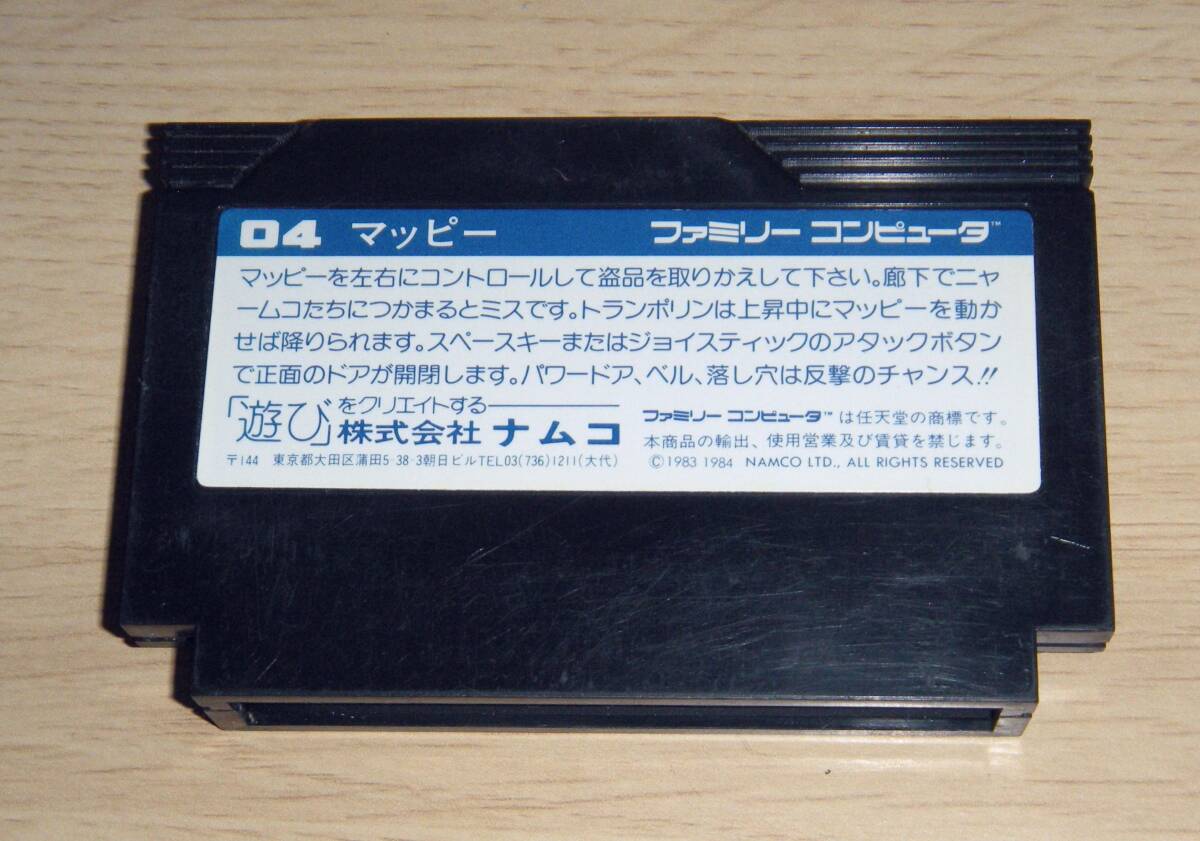 04 マッピー ファミリー コンピュータ™
マッピーを左右にコントロールして盗品を取りかえして下さい。廊下でニャ
ームコたちにつかまるとミスです。トランポリンは上昇中にマッピーを動か
せば降りられます。スペースキーまたはジョイスティックのアタックボタン
で正面のドアが開閉します。パワードア、ベル、落し穴は反撃のチャンス!!
「遊び」をクリエイトする
株式会社 ナムコ
〒144 東京都大田区蒲田5-38-3朝日ビルTEL03(736)1211(大代)
ファミリー コンピュータ™は任天堂の商標です。
本商品の輸出、使用営業及び賃貸を禁じます。
©1983 1984 NAMCO LTD., ALL RIGHTS RESERVED